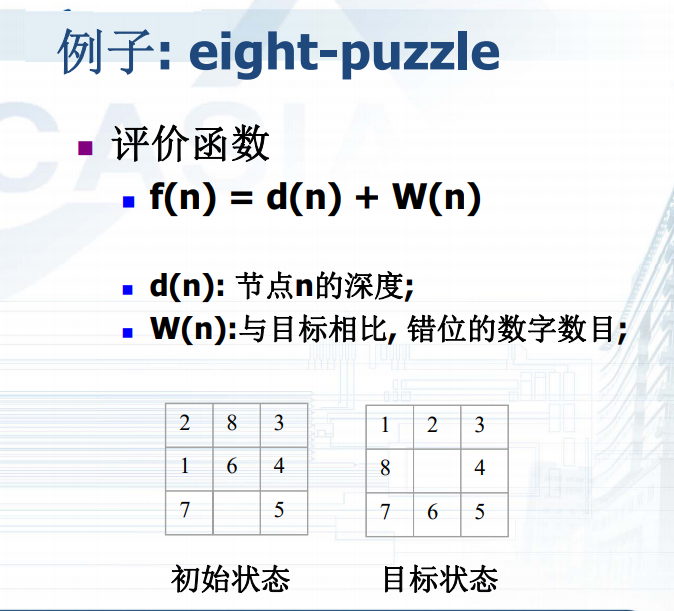 例子: eight-puzzle
评价函数
f(n) = d(n) + W(n)
d(n): 节点n的深度;
W(n):与目标相比, 错位的数字数目;
2 8 3
1 6 4
7 5
初始状态
1 2 3
8 4
7 6 5
目标状态
CASIA